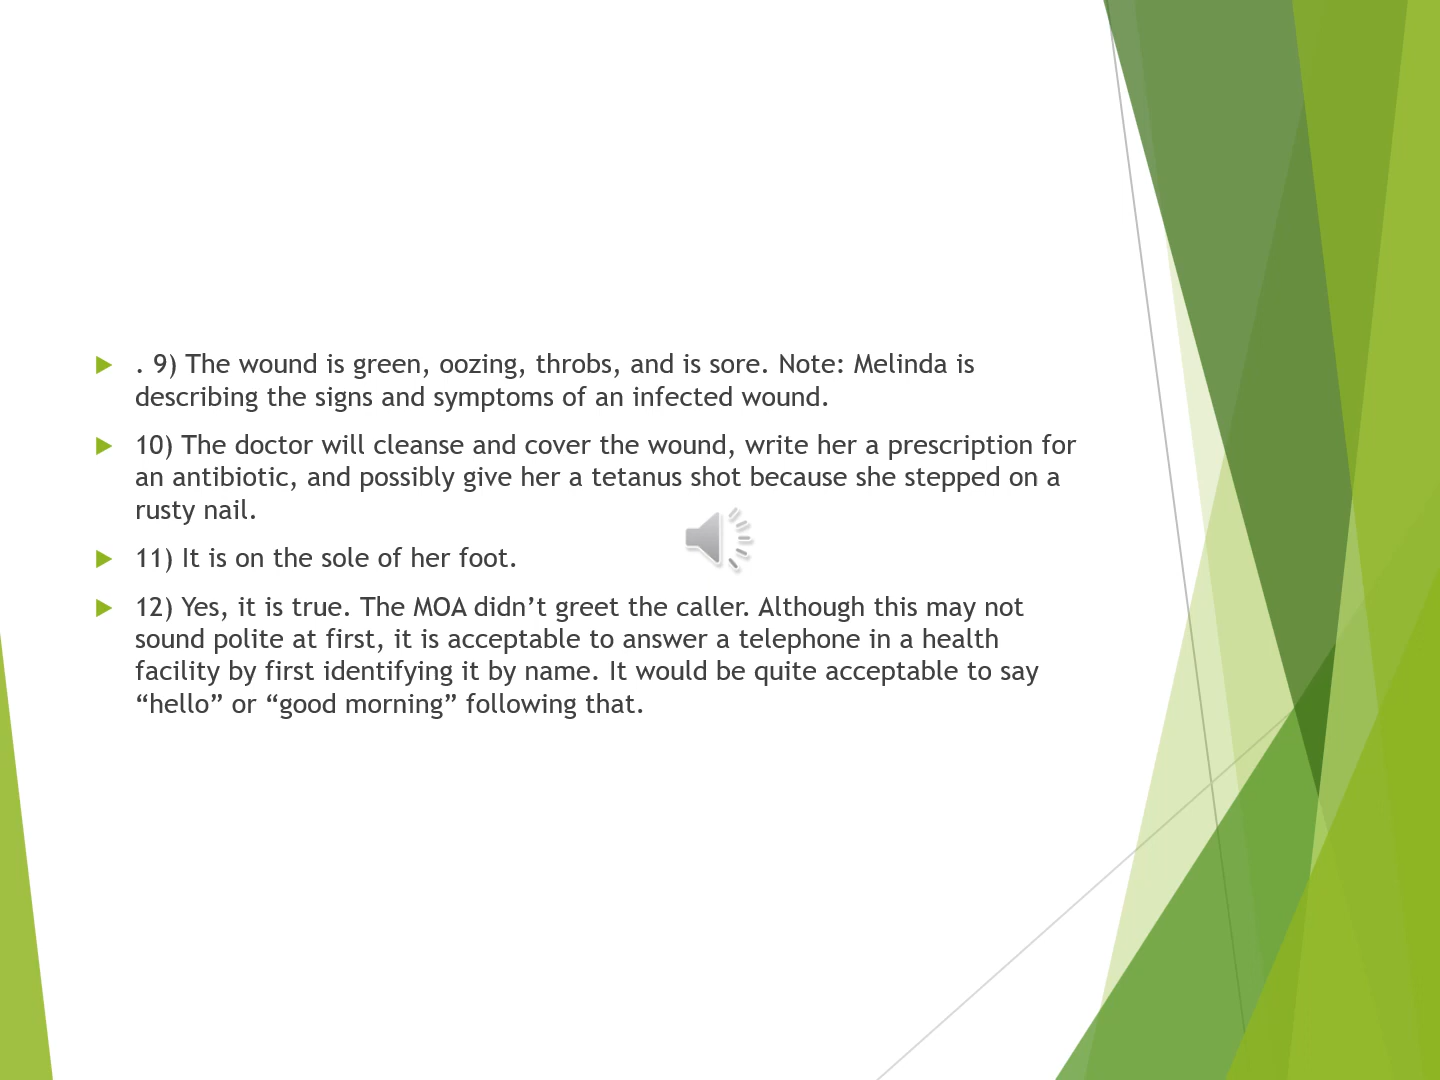 . 9) The wound is green, oozing, throbs, and is sore. Note: Melinda is
describing the signs and symptoms of an infected wound.
10) The doctor will cleanse and cover the wound, write her a prescription for
an antibiotic, and possibly give her a tetanus shot because she stepped on a
rusty nail.
11) It is on the sole of her foot.
12) Yes, it is true. The MOA didn’t greet the caller. Although this may not
sound polite at first, it is acceptable to answer a telephone in a health
facility by first identifying it by name. It would be quite acceptable to say
“hello” or “good morning” following that.